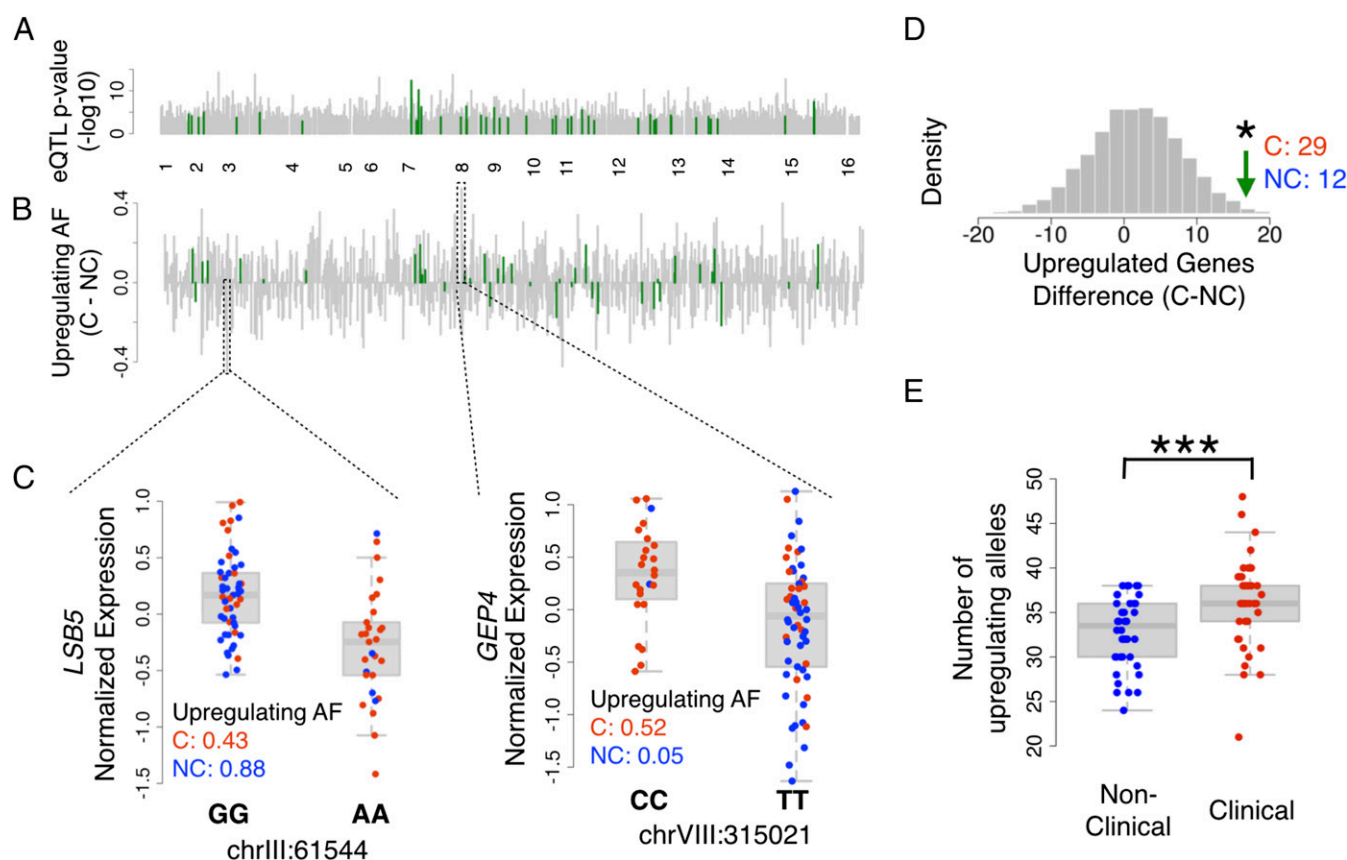 A
eQTL p-value
(-log10)
10
0
1 2 3 4 5 6 7 8 9 10 11 12 13 14 15 16
B
Upregulating AF
(C - NC)
0.4
0.0
-0.4
C
LSB5
Normalized Expression
1.0
0.5
0.0
-0.5
-1.0
-1.5
Upregulating AF
C: 0.43
NC: 0.88
GG AA
chrIII:61544
GEP4
Normalized Expression
1.0
0.5
0.0
-0.5
-1.0
-1.5
Upregulating AF
C: 0.52
NC: 0.05
CC TT
chrVIII:315021
D
Density
*
C: 29
NC: 12
-20 -10 0 10 20
Upregulated Genes
Difference (C-NC)
E
***
Number of
upregulating alleles
50
45
40
35
30
25
20
Non-
Clinical
Clinical